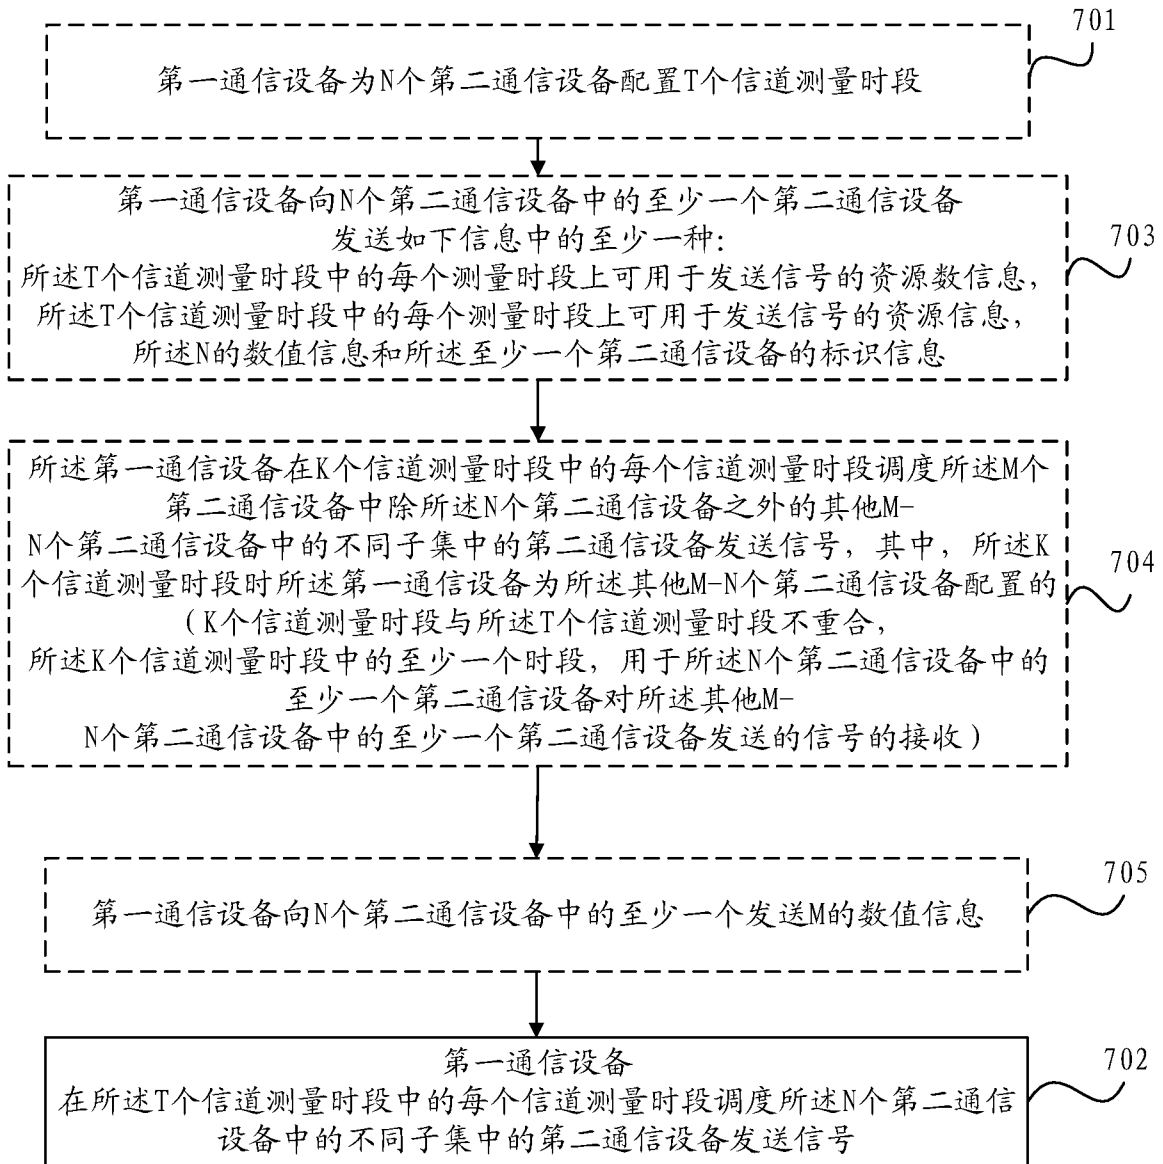 701
第一通信设备为N个第二通信设备配置T个信道测量时段
第一通信设备向N个第二通信设备中的至少一个第二通信设备
发送如下信息中的至少一种:
所述T个信道测量时段中的每个测量时段上可用于发送信号的资源数信息，
所述T个信道测量时段中的每个测量时段上可用于发送信号的资源信息，
所述N的数值信息和所述至少一个第二通信设备的标识信息
703
所述第一通信设备在K个信道测量时段中的每个信道测量时段调度所述M个
第二通信设备中除所述N个第二通信设备之外的其他M-
N个第二通信设备中的不同子集中的第二通信设备发送信号，其中，所述K
个信道测量时段时所述第一通信设备为所述其他M-N个第二通信设备配置的
（K个信道测量时段与所述T个信道测量时段不重合，
所述K个信道测量时段中的至少一个时段，用于所述N个第二通信设备中的
至少一个第二通信设备对所述其他M-
N个第二通信设备中的至少一个第二通信设备发送的信号的接收）
704
705
第一通信设备向N个第二通信设备中的至少一个发送M的数值信息
第一通信设备
在所述T个信道测量时段中的每个信道测量时段调度所述N个第二通信
设备中的不同子集中的第二通信设备发送信号
702